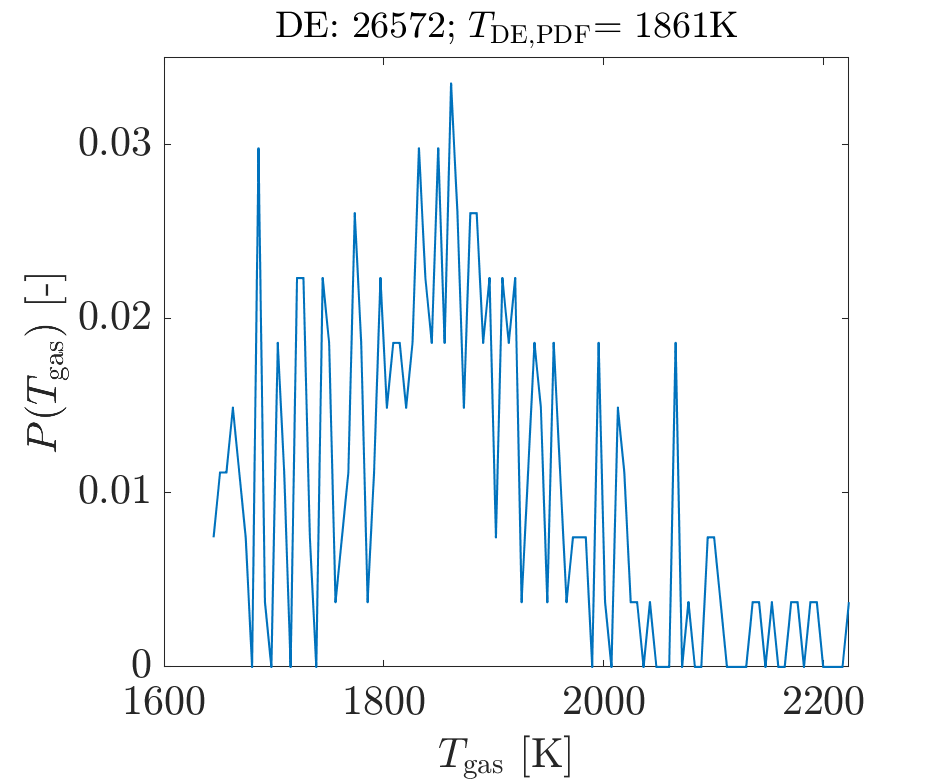 DE: 26572; T_DE,PDF= 1861K
P(T_gas) [-]
0.03
0.02
0.01
0
1600 1800 2000 2200
T_gas [K]